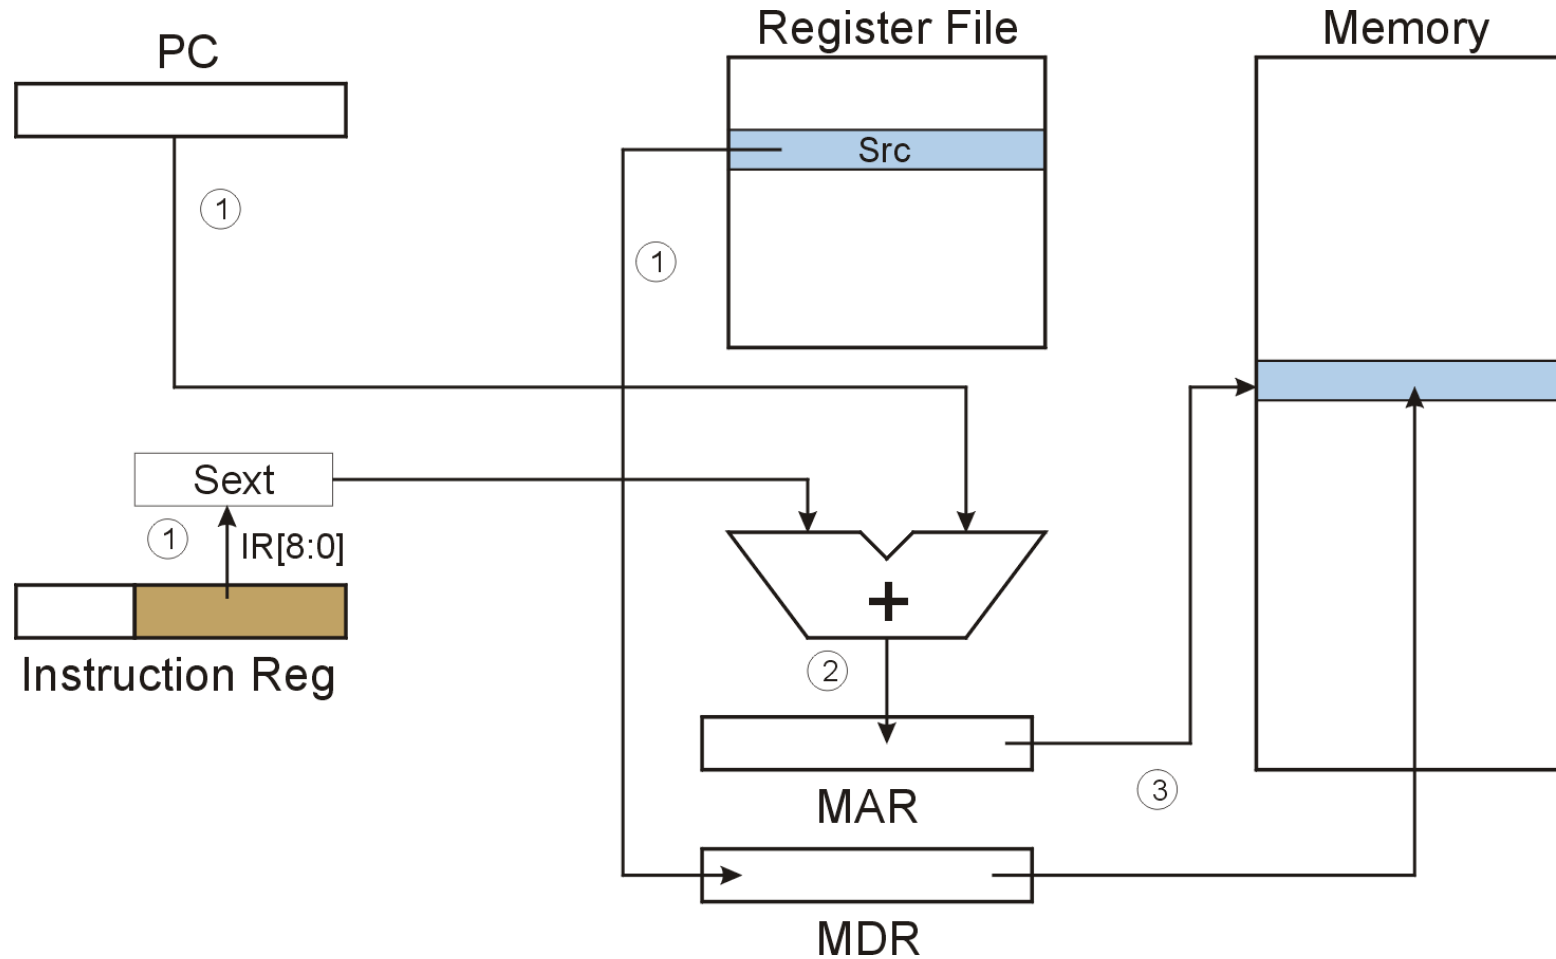 PC
Register File
Memory
Src
1
1
Sext
1
IR[8:0]
+
Instruction Reg
2
MAR
3
MDR